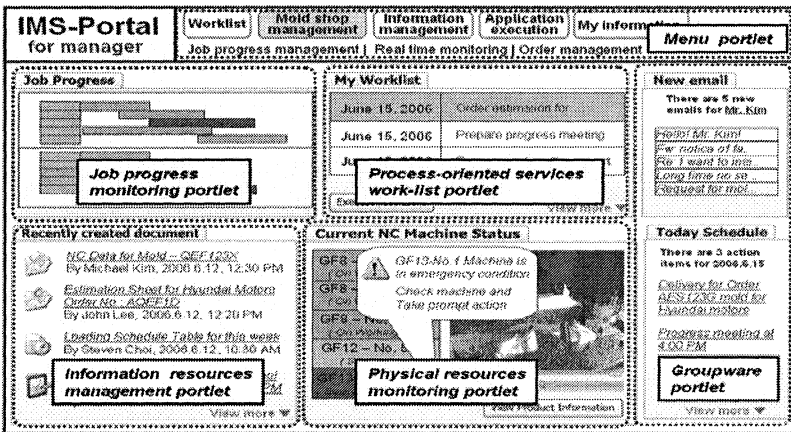 IMS-Portal
for manager
Worklist
Mold shop
management
Information
management
Application
execution
My information
Job progress management | Real time monitoring | Order management
Menu portlet
Job Progress
Job progress
monitoring portlet
My Worklist
June 15, 2006 Order estimation for
June 15, 2006 Prepare progress meeting
Process-oriented services
work-list portlet
View more ▼
New email
There are 5 new
emails for Mr. Kim
Hello! Mr. Kim!
Fw: notice of fa..
Re: I want to
Long time no se...
Request for mol...
Recently created document
NC Data for Mold – QEF123X
By Michael Kim, 2006.6.12, 12:30 PM
Estimation Sheet for Hyundai Motors
Order No : AQEF1D
By John Lee, 2006.6.12, 12:20 PM
Loading Schedule Table for this week
By Steven Choi, 2006.6.12, 10:30 AM
Information resources
management portlet
View more ▼
Current NC Machine Status
GF8 –
GF8 –
GF8 – No.
GF12 – No.
GF13-No.1 Machine is
in emergency condition
Check machine and
Take prompt action
Physical resources
monitoring portlet
View Product Information
Today Schedule
There are 3 action
items for 2006.6.15
Delivery for Order
AES123G mold for
Hyundai motors
Progress meeting at
4:00 PM
Groupware
portlet
View more ▼